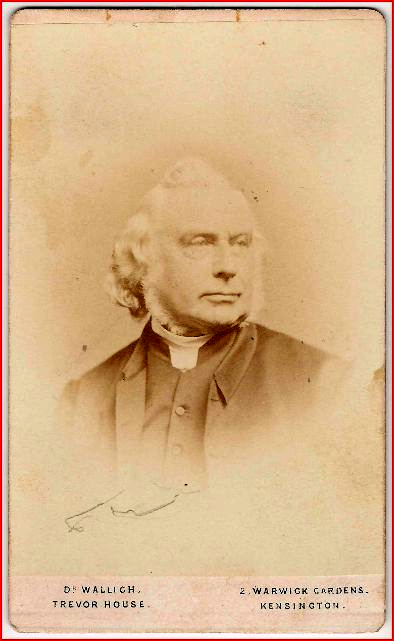 Dr WALLICH.
TREVOR HOUSE.
2, WARWICK GARDENS.
KENSINGTON.